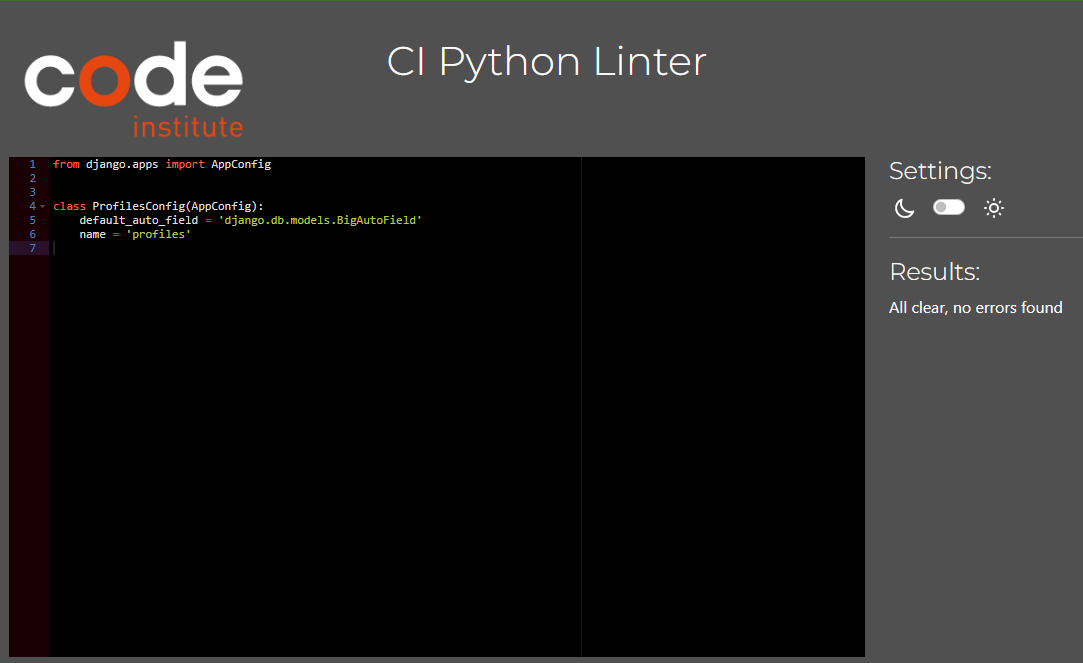 code
institute
CI Python Linter
1 from django.apps import AppConfig
2
3
4 class ProfilesConfig(AppConfig):
5     default_auto_field = 'django.db.models.BigAutoField'
6     name = 'profiles'
7
Settings:
Results:
All clear, no errors found